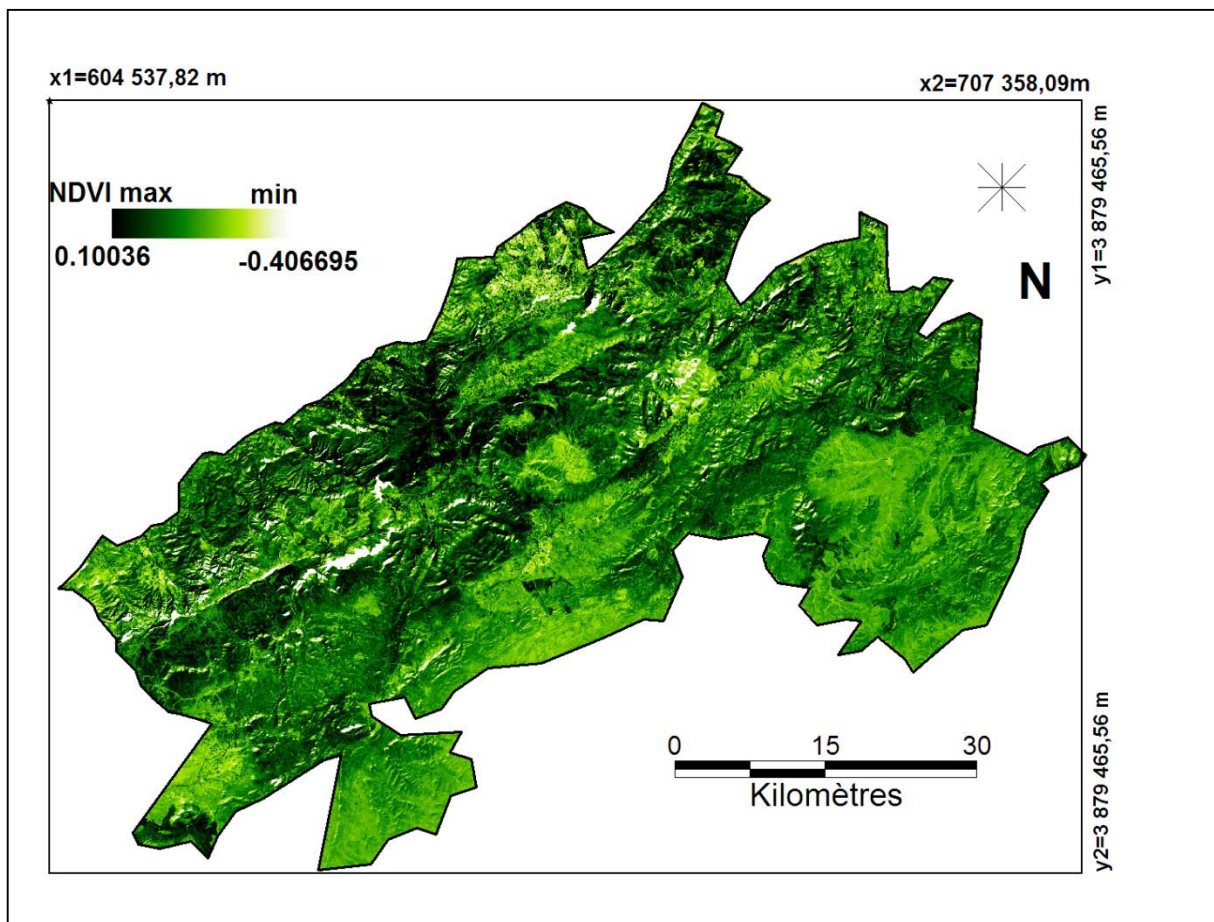 x1=604 537,82 m
x2=707 358,09m
y1=3 879 465,56 m
NDVI max min
0.10036 -0.406695
N
0 15 30
Kilomètres
y2=3 879 465,56 m